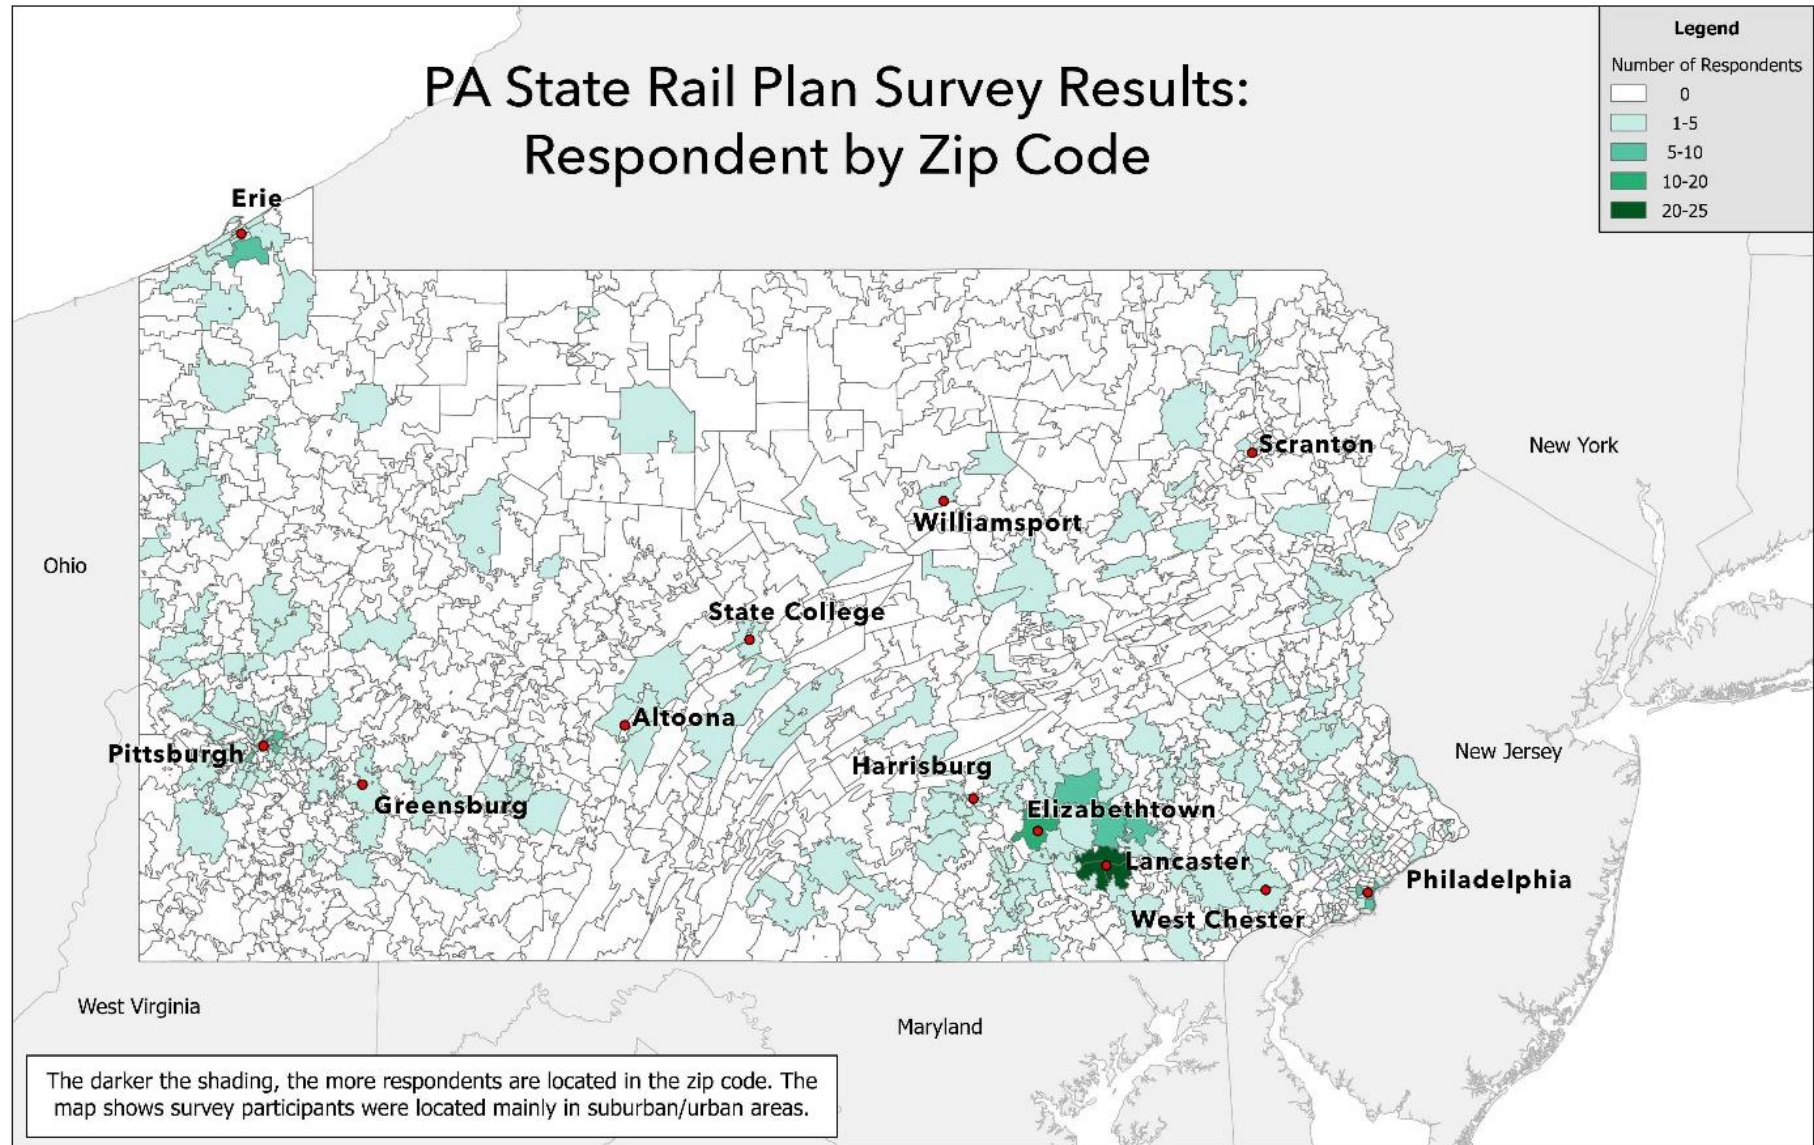 PA State Rail Plan Survey Results:
Respondent by Zip Code
Legend
Number of Respondents
0
1-5
5-10
10-20
20-25
Erie
Scranton
New York
Williamsport
Ohio
State College
Altoona
Pittsburgh
Harrisburg
New Jersey
Greensburg
Elizabethtown
Lancaster
Philadelphia
West Chester
West Virginia
Maryland
The darker the shading, the more respondents are located in the zip code. The
map shows survey participants were located mainly in suburban/urban areas.